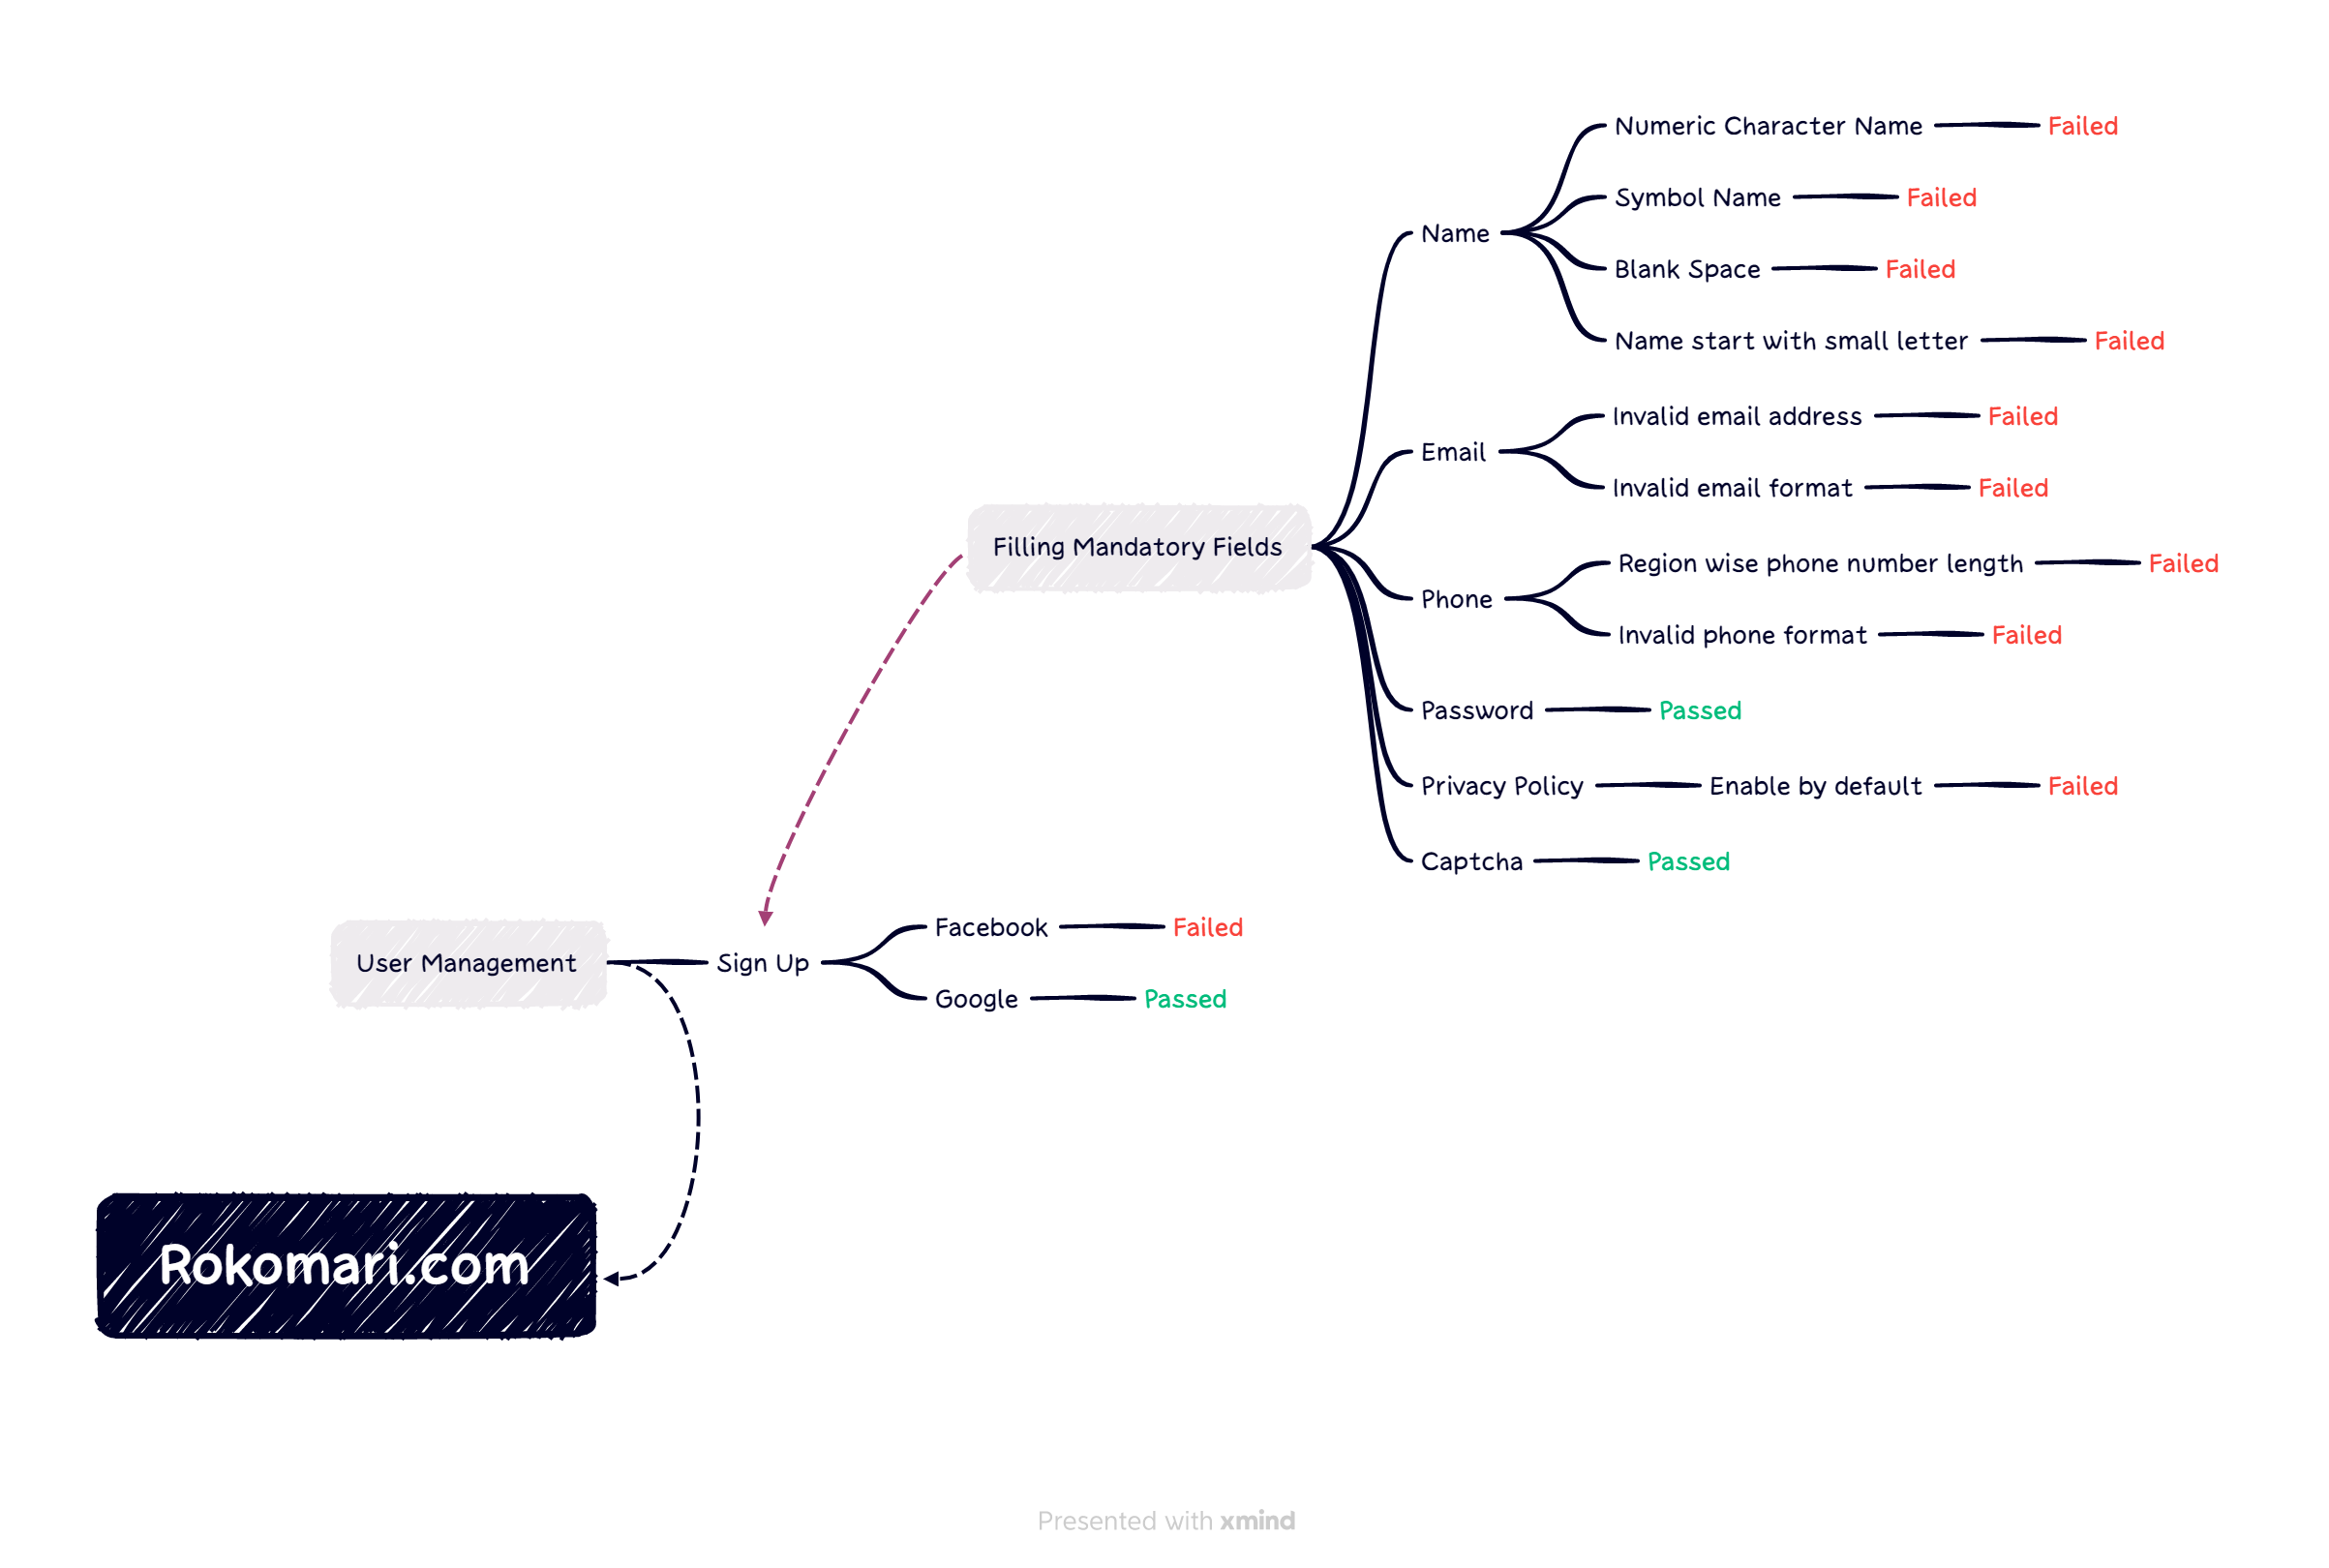 Numeric Character Name Failed
Symbol Name Failed
Name
Blank Space Failed
Name start with small letter Failed
Invalid email address Failed
Email
Invalid email format Failed
Filling Mandatory Fields
Region wise phone number length Failed
Phone
Invalid phone format Failed
Password Passed
Privacy Policy Enable by default Failed
Captcha Passed
Facebook Failed
User Management Sign Up
Google Passed
Rokomari.com
Presented with xmind